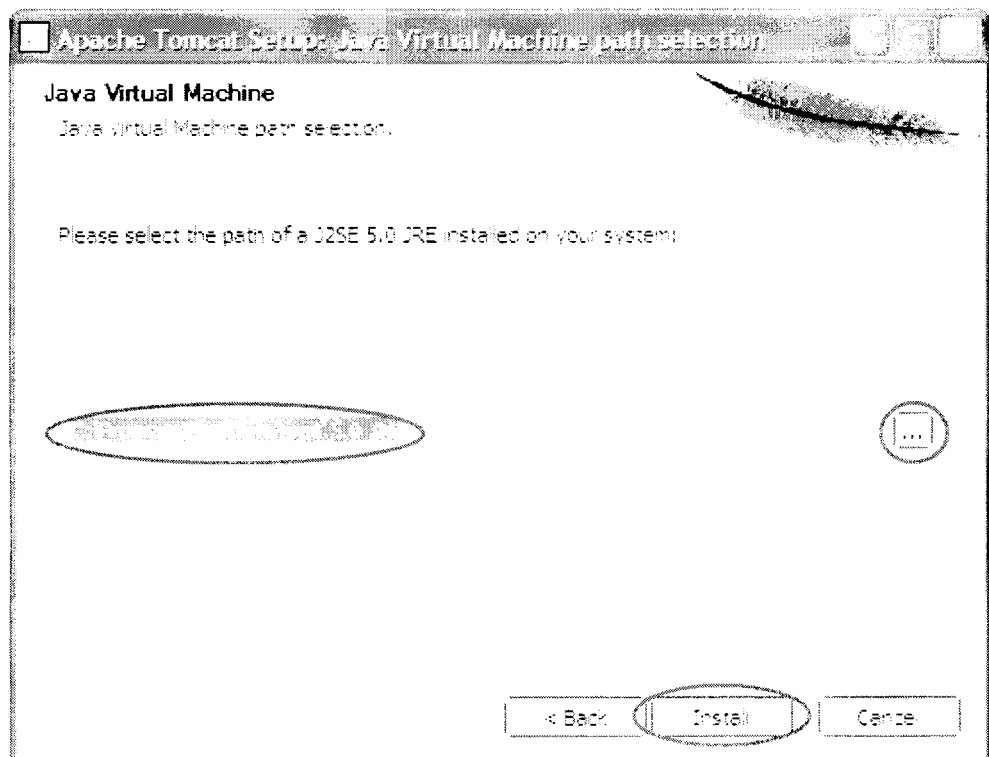 Apache Tomcat Setup: Java Virtual Machine path selection
Java Virtual Machine
Java Virtual Machine path selection.
Please select the path of a J2SE 5.0 JRE installed on your system:
...
< Back
Install
Cancel